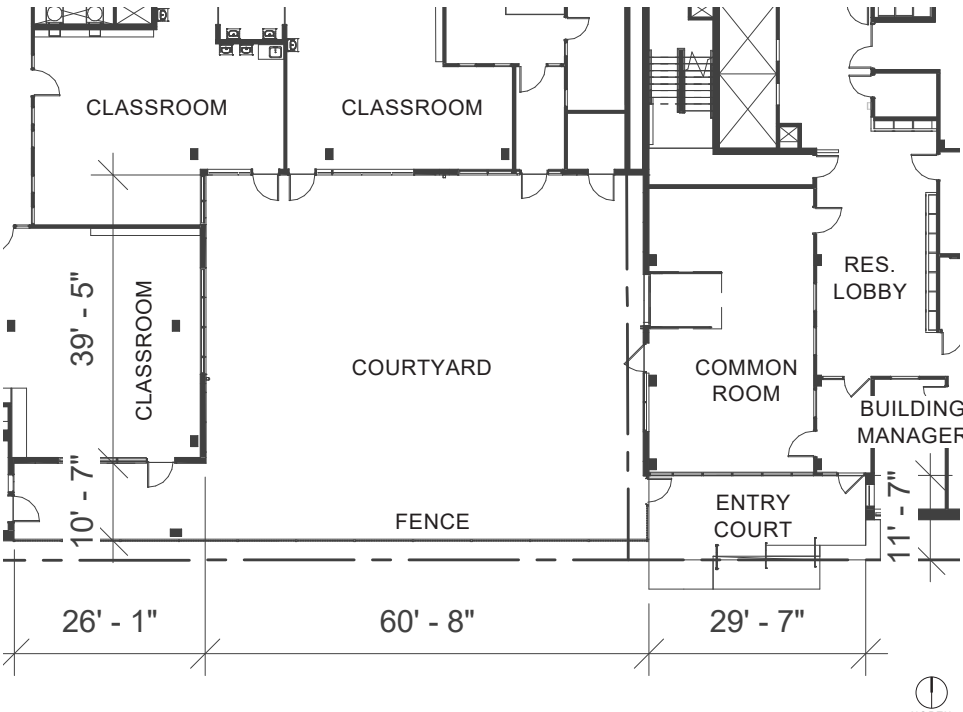 CLASSROOM
CLASSROOM
39' - 5"
CLASSROOM
COURTYARD
RES.
LOBBY
COMMON
ROOM
BUILDING
MANAGER
10' - 7"
FENCE
ENTRY
COURT
11' - 7"
26' - 1"
60' - 8"
29' - 7"